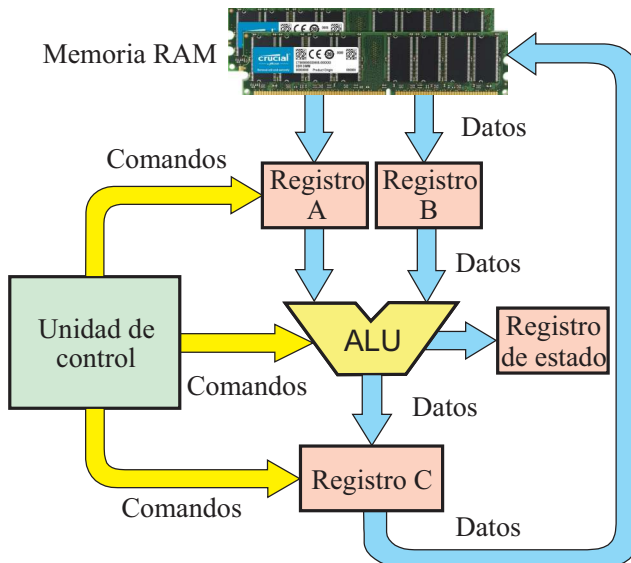 Memoria RAM
crucial
Datos
Comandos
Registro
A
Registro
B
Datos
Unidad de
control
ALU
Registro
de estado
Comandos
Datos
Registro C
Comandos
Datos